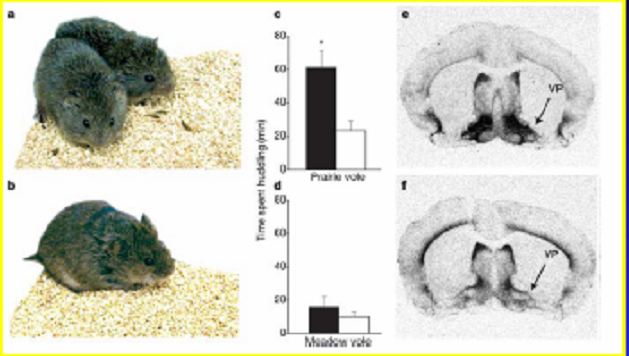 a
c
80
60
40
20
0
*
Prairie vole
e
VP
b
d
Time spent huddling (min)
80
60
40
20
0
Meadow vole
f
VP